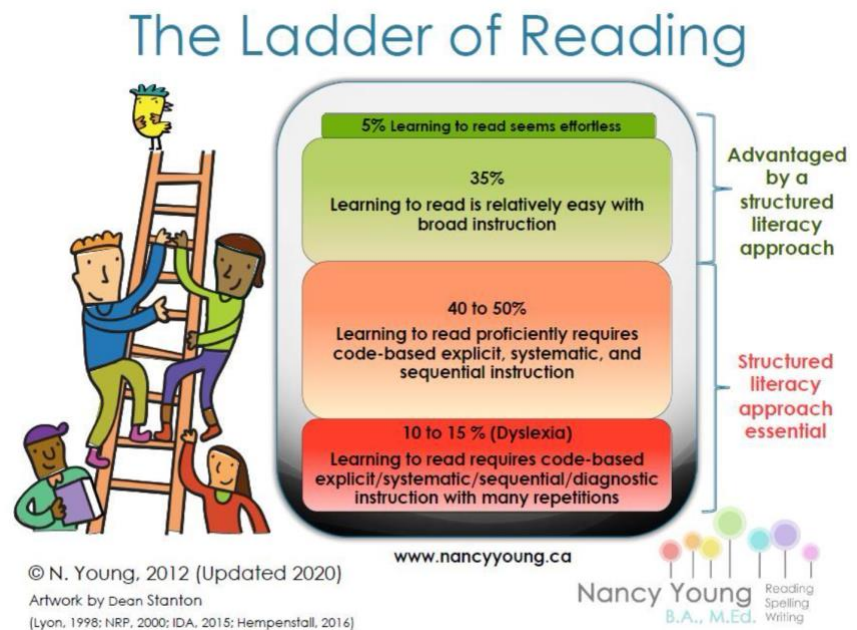 The Ladder of Reading
5% Learning to read seems effortless
35%
Learning to read is relatively easy with
broad instruction
Advantaged
by a
structured
literacy
approach
40 to 50%
Learning to read proficiently requires
code-based explicit, systematic, and
sequential instruction
10 to 15 % (Dyslexia)
Learning to read requires code-based
explicit/systematic/sequential/diagnostic
instruction with many repetitions
Structured
literacy
approach
essential
www.nancyyoung.ca
© N. Young, 2012 (Updated 2020)
Artwork by Dean Stanton
(Lyon, 1998; NRP, 2000; IDA, 2015; Hempenstall, 2016)
Nancy Young
B.A., M.Ed.
Reading
Spelling
Writing